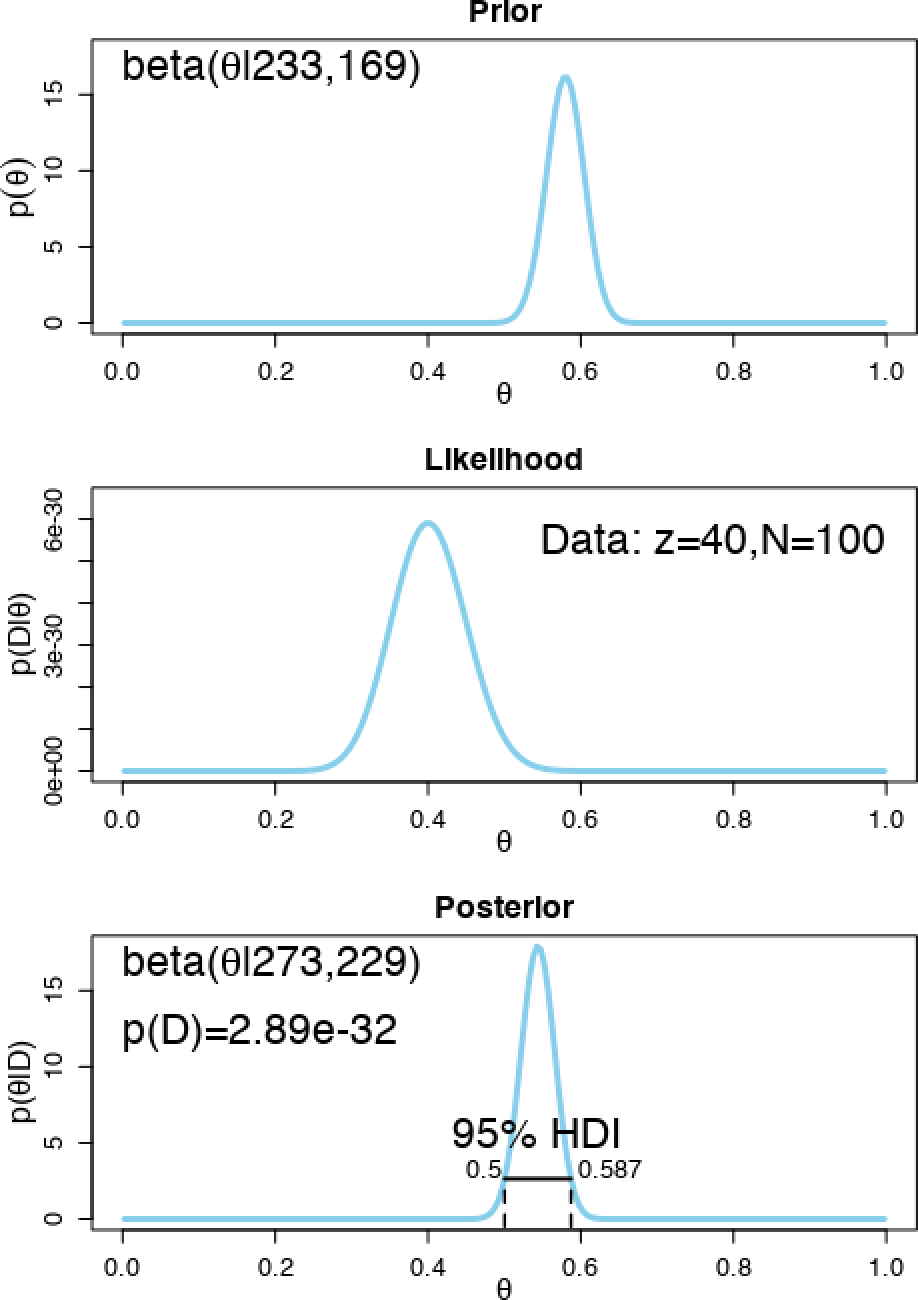 Prior
beta(θ|233,169)
p(θ)
15
10
5
0
0.0 0.2 0.4 0.6 0.8 1.0
θ
Likelihood
Data: z=40,N=100
p(D|θ)
6e-30
3e-30
0e+00
0.0 0.2 0.4 0.6 0.8 1.0
θ
Posterior
beta(θ|273,229)
p(D)=2.89e-32
p(θ|D)
15
10
5
0
95% HDI
0.5 0.587
0.0 0.2 0.4 0.6 0.8 1.0
θ